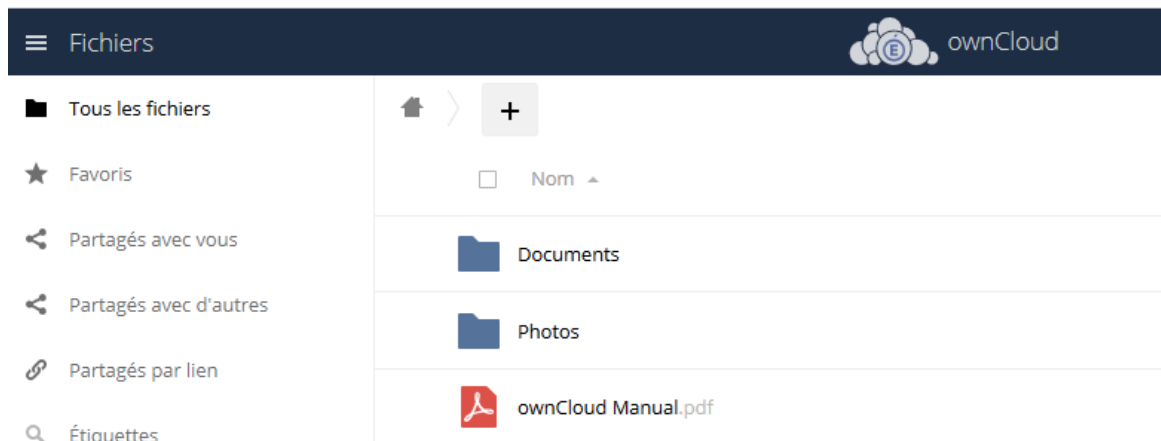 Fichiers
É
ownCloud
Tous les fichiers
Favoris
Partagés avec vous
Partagés avec d'autres
Partagés par lien
Étiquettes
+
Nom
Documents
Photos
ownCloud Manual.pdf